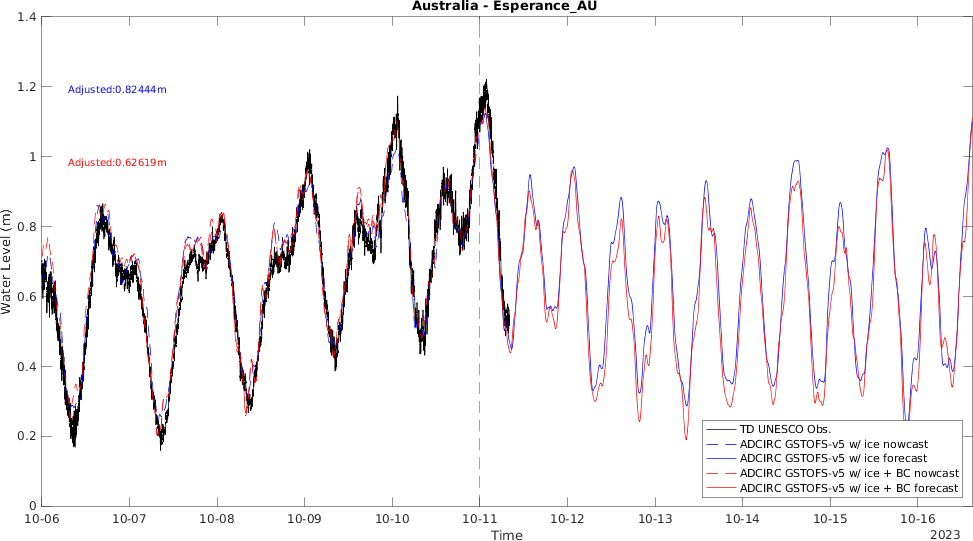 Australia - Esperance_AU
1.4
1.2
1
0.8
0.6
0.4
0.2
0
Water Level (m)
Adjusted:0.82444m
Adjusted:0.62619m
TD UNESCO Obs.
ADCIRC GSTOFS-v5 w/ ice nowcast
ADCIRC GSTOFS-v5 w/ ice forecast
ADCIRC GSTOFS-v5 w/ ice + BC nowcast
ADCIRC GSTOFS-v5 w/ ice + BC forecast
10-06 10-07 10-08 10-09 10-10 10-11 10-12 10-13 10-14 10-15 10-16
Time
2023